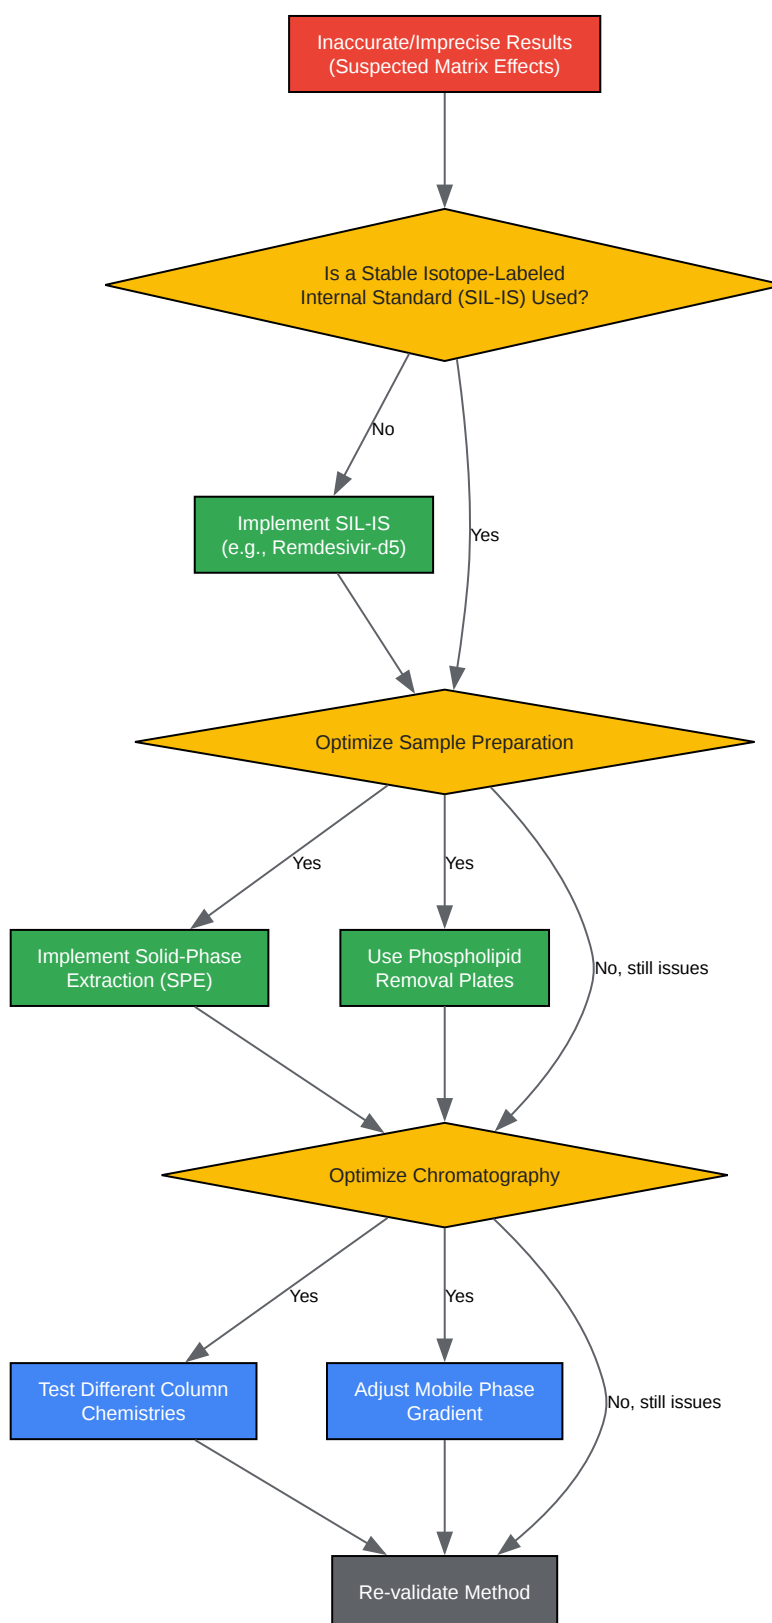 Inaccurate/Imprecise Results
(Suspected Matrix Effects)
Is a Stable Isotope-Labeled
Internal Standard (SIL-IS) Used?
No
Implement SIL-IS
(e.g., Remdesivir-d5)
Yes
Optimize Sample Preparation
Yes
Yes
No, still issues
Implement Solid-Phase
Extraction (SPE)
Use Phospholipid
Removal Plates
Optimize Chromatography
Yes
Yes
No, still issues
Test Different Column
Chemistries
Adjust Mobile Phase
Gradient
Re-validate Method